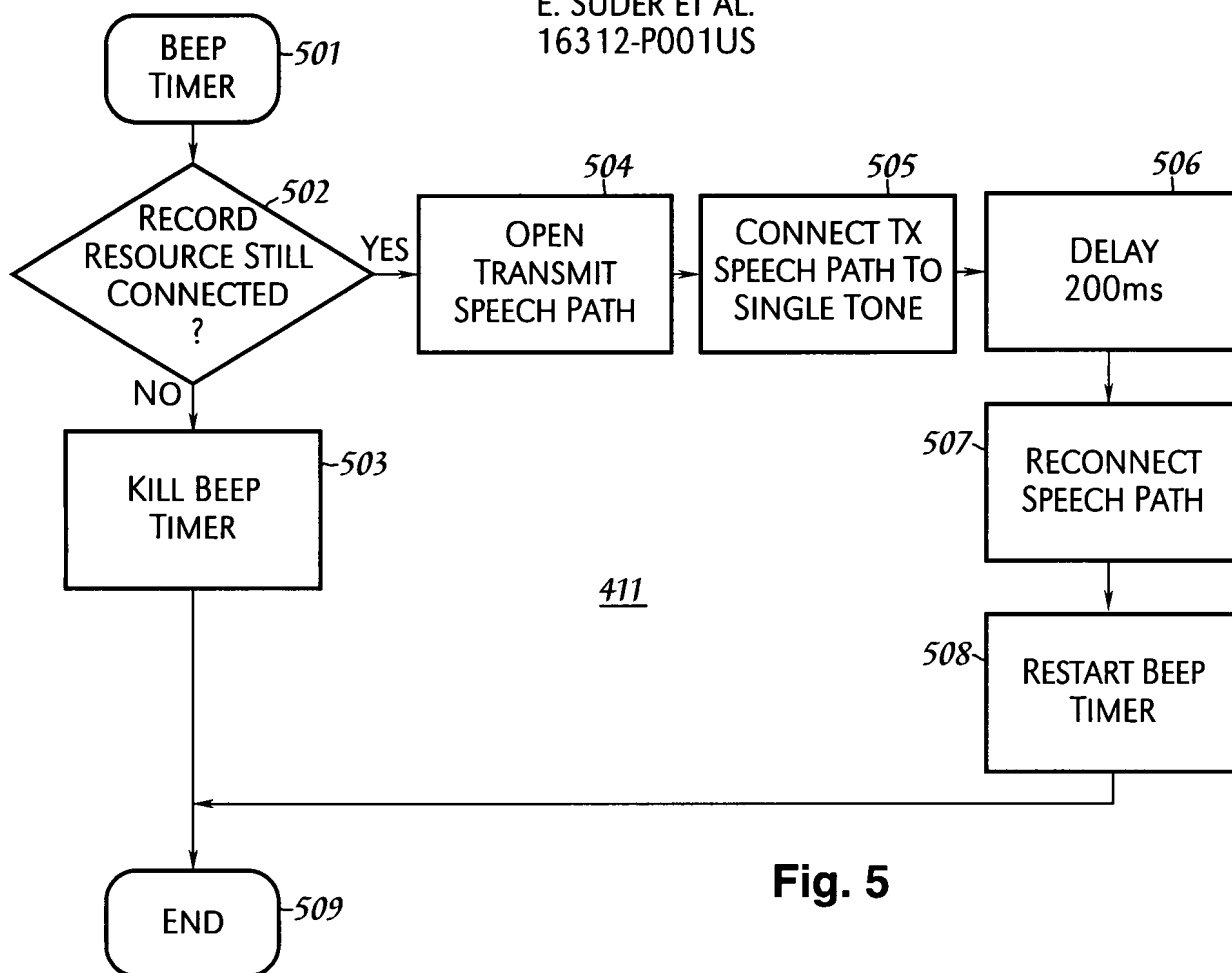 E. SUDER ET AL.
16312-P001US
BEEP
TIMER
501
RECORD
RESOURCE STILL
CONNECTED
?
502
YES
NO
OPEN
TRANSMIT
SPEECH PATH
504
CONNECT TX
SPEECH PATH TO
SINGLE TONE
505
DELAY
200ms
506
KILL BEEP
TIMER
503
RECONNECT
SPEECH PATH
507
411
RESTART BEEP
TIMER
508
END
509
Fig. 5